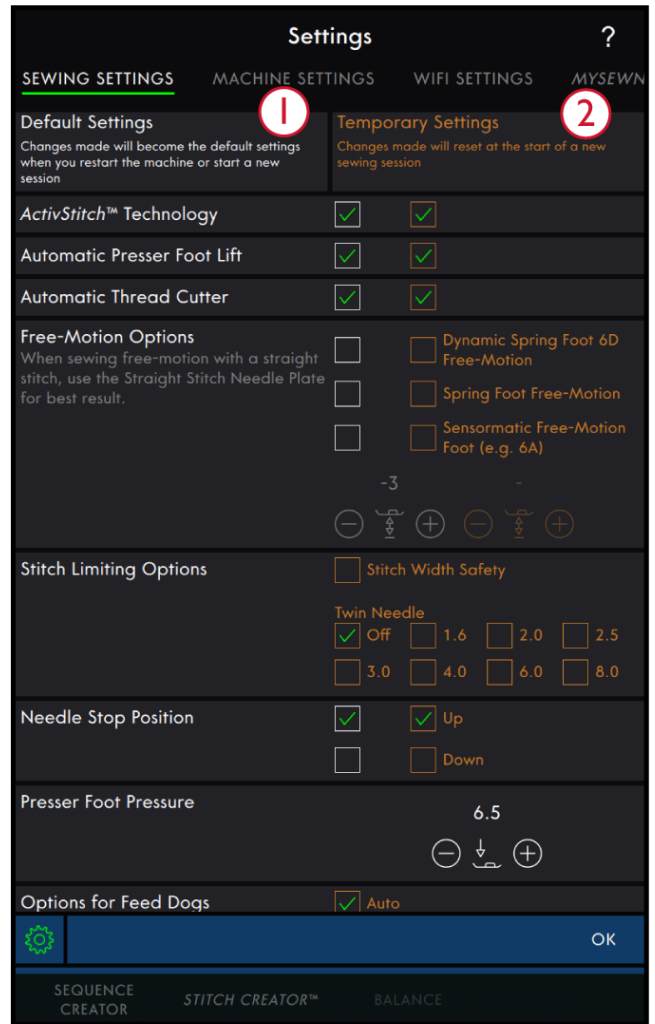 Settings
?
SEWING SETTINGS MACHINE SETTINGS WIFI SETTINGS MYSEWN
1 2
Default Settings
Changes made will become the default settings
when you restart the machine or start a new
session
Temporary Settings
Changes made will reset at the start of a new
sewing session
ActivStitch™ Technology
Automatic Presser Foot Lift
Automatic Thread Cutter
Free-Motion Options
When sewing free-motion with a straight
stitch, use the Straight Stitch Needle Plate
for best result.
Dynamic Spring Foot 6D
Free-Motion
Spring Foot Free-Motion
Sensormatic Free-Motion
Foot (e.g. 6A)
-3 -
Stitch Limiting Options
Stitch Width Safety
Twin Needle
Off 1.6 2.0 2.5
3.0 4.0 6.0 8.0
Needle Stop Position
Up
Down
Presser Foot Pressure
6.5
Options for Feed Dogs
Auto
OK
SEQUENCE
CREATOR
STITCH CREATOR™
BALANCE